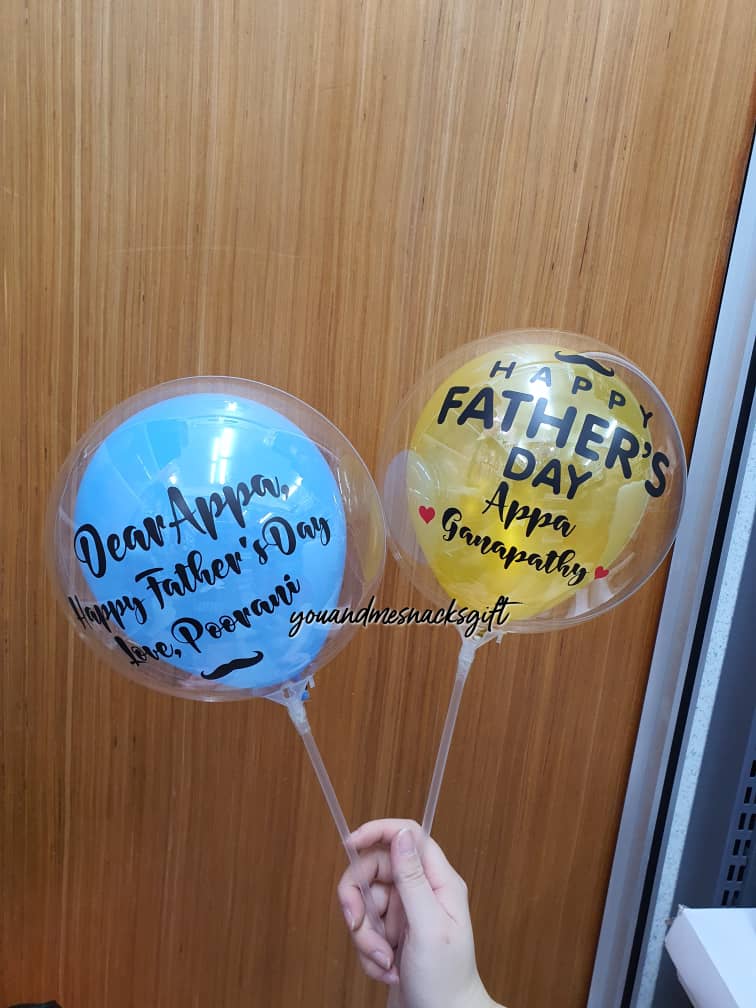 Dear Appa,
Happy Father's Day
Love, Poorani
HAPPY
FATHER'S
DAY
Appa
Ganapathy
youandmesnacksgift